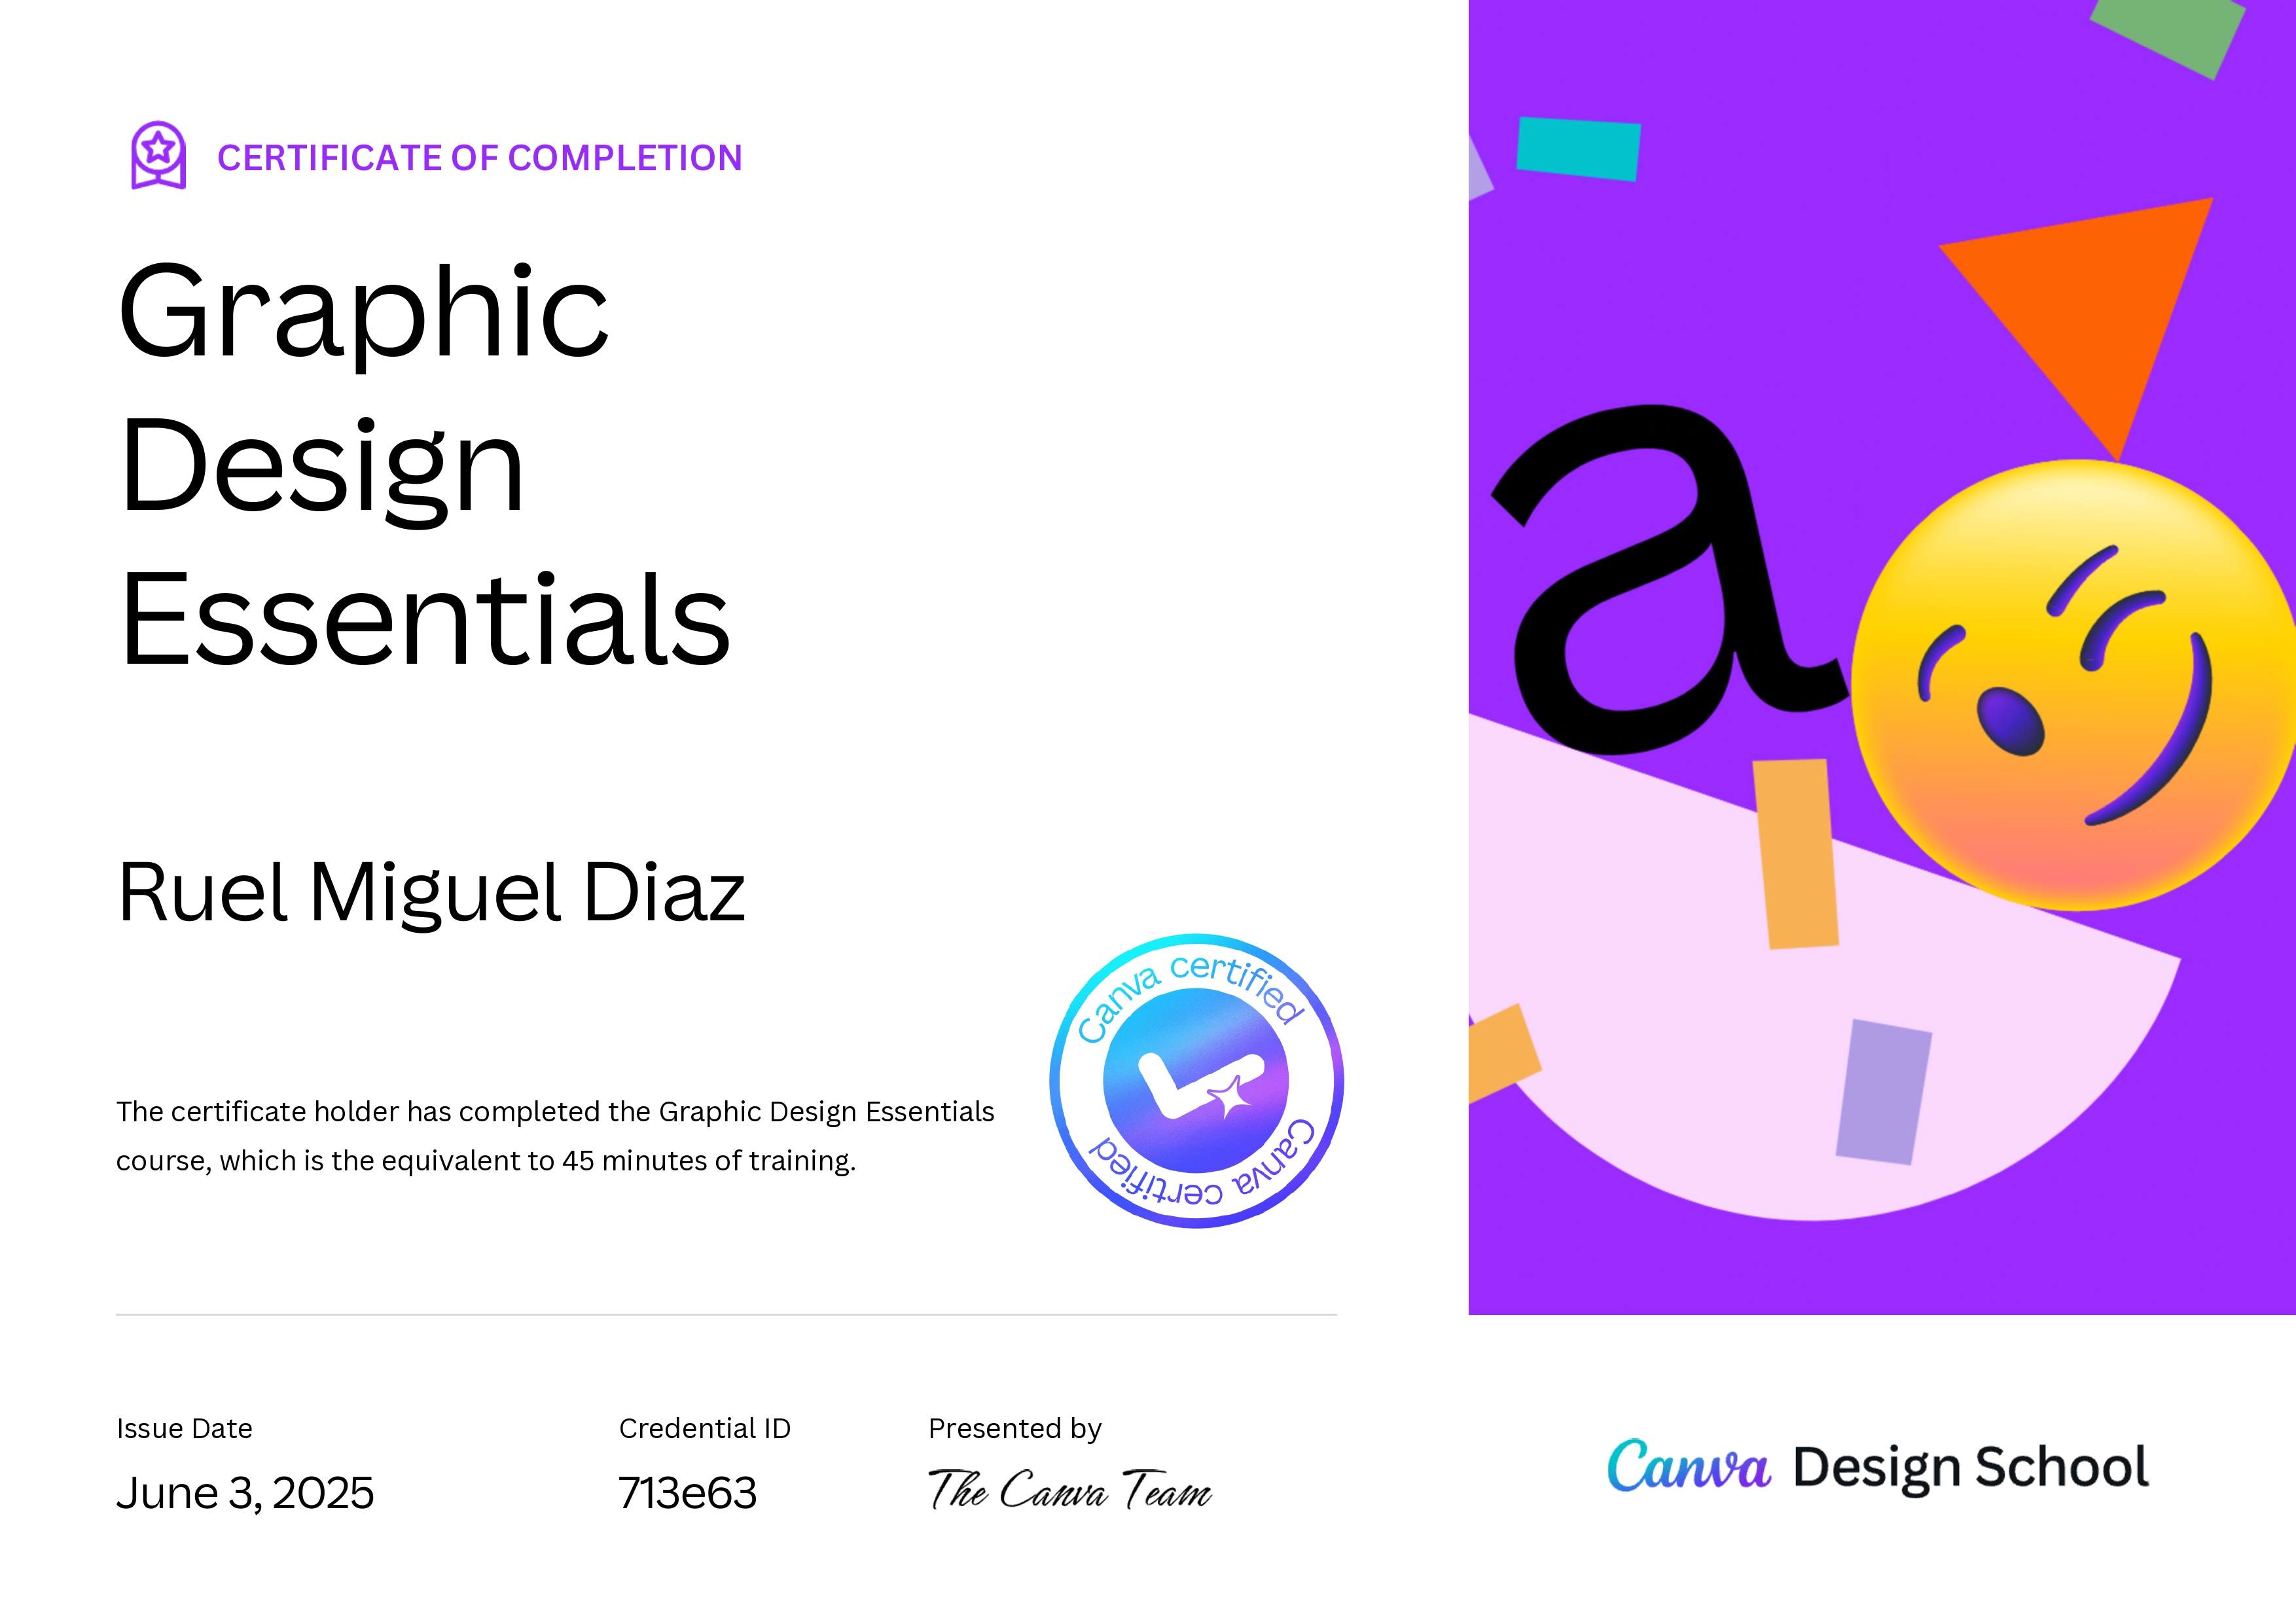 CERTIFICATE OF COMPLETION
Graphic
Design
Essentials
Ruel Miguel Diaz
Canva certified
Canva certified
The certificate holder has completed the Graphic Design Essentials
course, which is the equivalent to 45 minutes of training.
a
Issue Date
June 3, 2025
Credential ID
713e63
Presented by
The Canva Team
Canva Design School